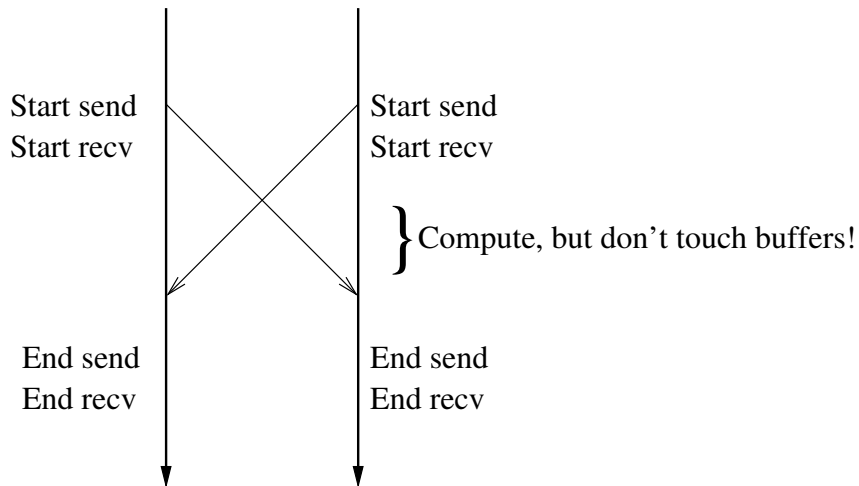 Start send
Start recv
Start send
Start recv
} Compute, but don't touch buffers!
End send
End recv
End send
End recv